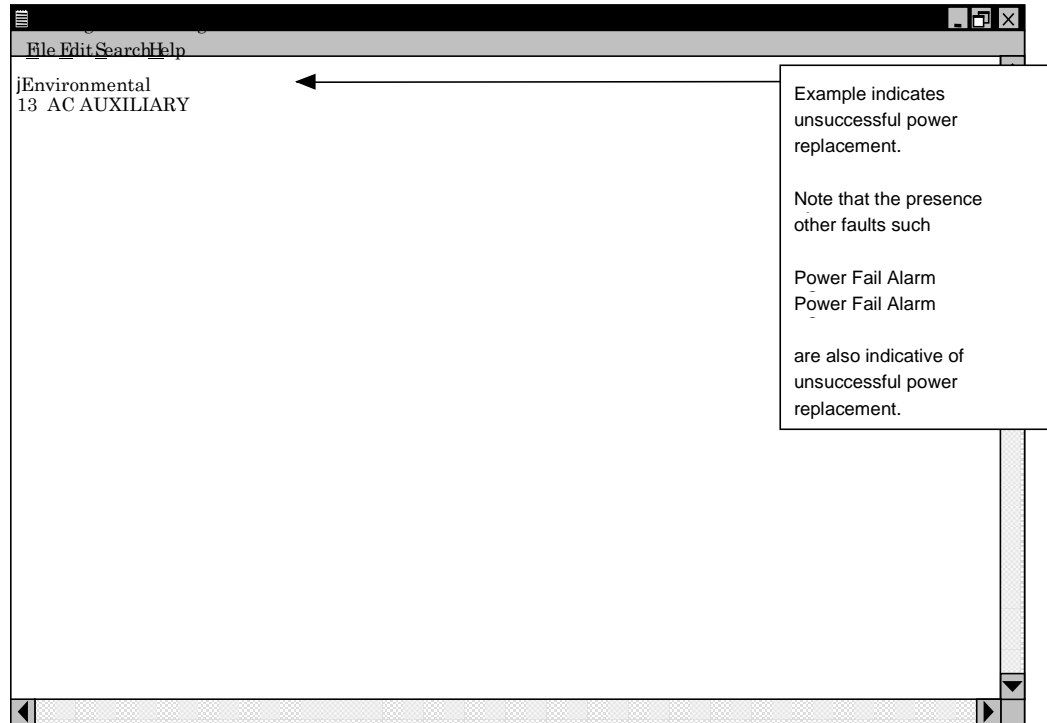 File Edit Search Help
jEnvironmental
13 AC AUXILIARY
Example indicates
unsuccessful power
replacement.
Note that the presence
other faults such
Power Fail Alarm
Power Fail Alarm
are also indicative of
unsuccessful power
replacement.